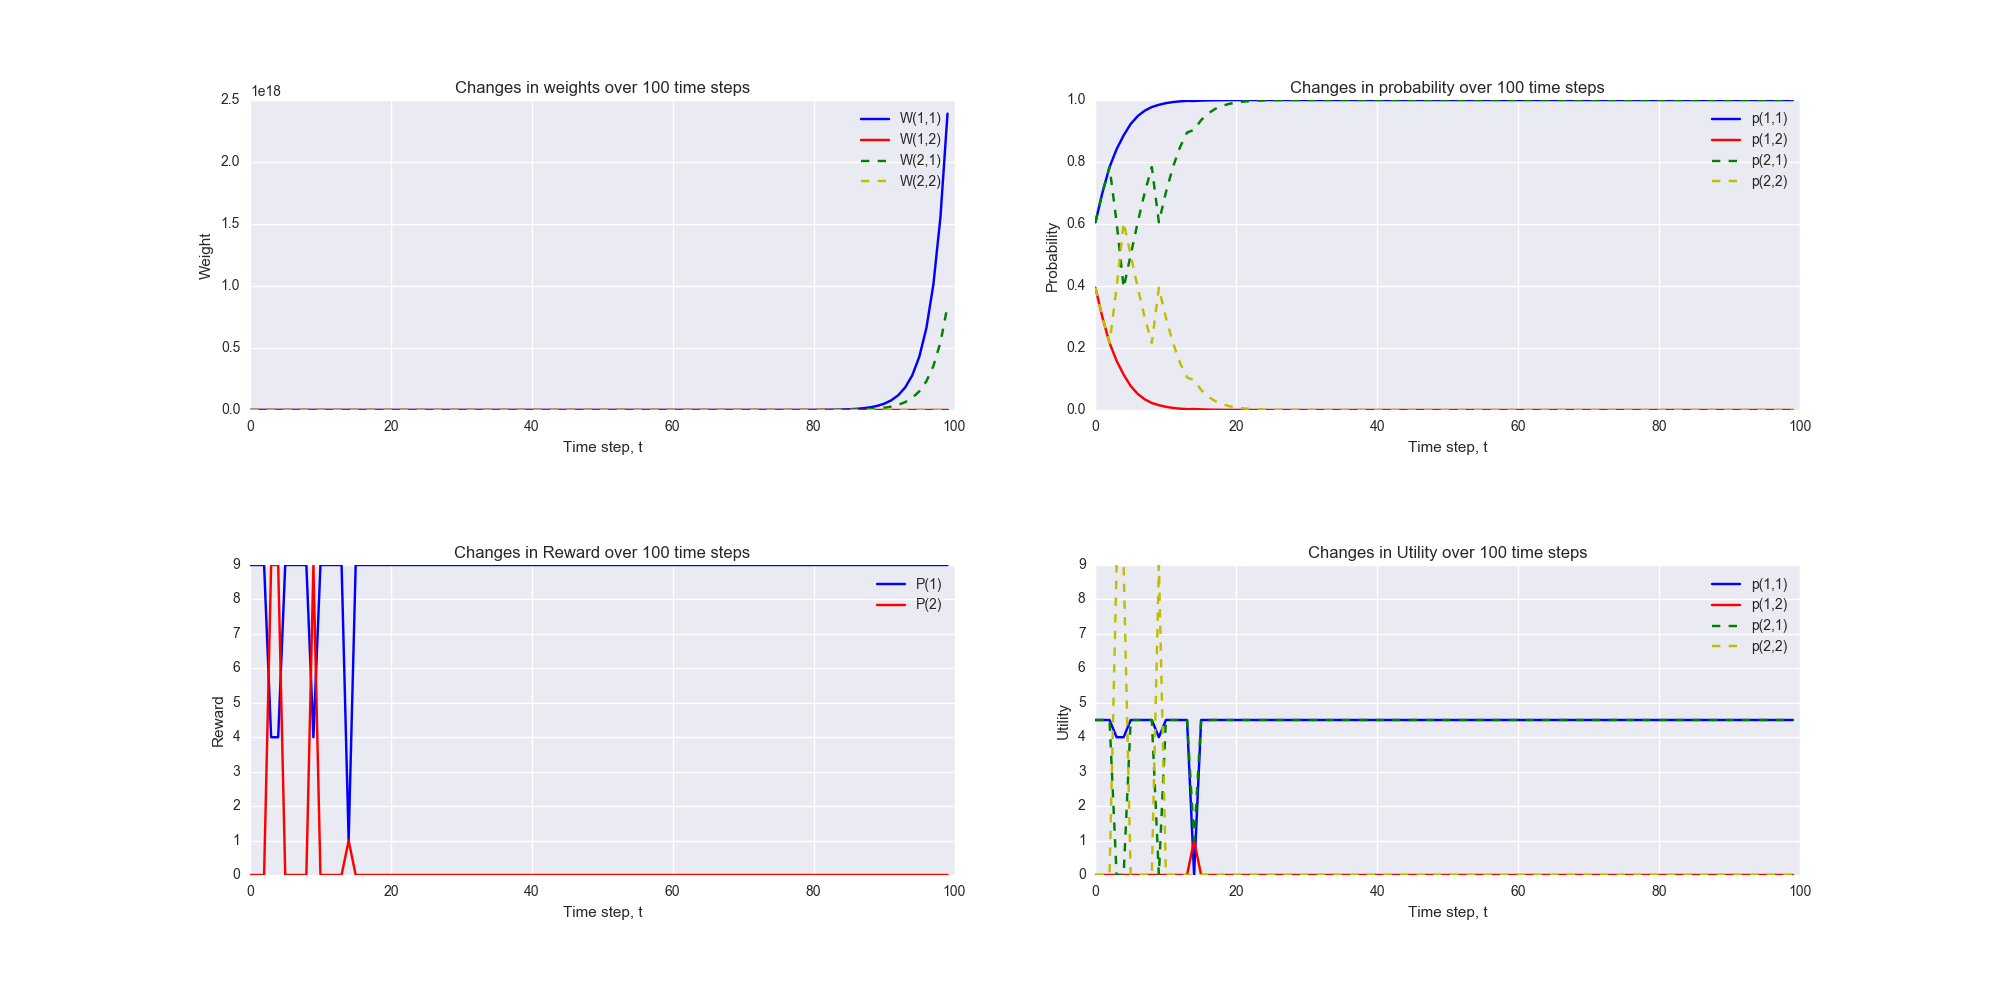 Changes in weights over 100 time steps
1e18
2.5
2.0
1.5
1.0
0.5
0.0
Weight
0 20 40 60 80 100
Time step, t
W(1,1)
W(1,2)
W(2,1)
W(2,2)
Changes in probability over 100 time steps
1.0
0.8
0.6
0.4
0.2
0.0
Probability
0 20 40 60 80 100
Time step, t
p(1,1)
p(1,2)
p(2,1)
p(2,2)
Changes in Reward over 100 time steps
9
8
7
6
5
4
3
2
1
0
Reward
0 20 40 60 80 100
Time step, t
P(1)
P(2)
Changes in Utility over 100 time steps
9
8
7
6
5
4
3
2
1
0
Utility
0 20 40 60 80 100
Time step, t
p(1,1)
p(1,2)
p(2,1)
p(2,2)